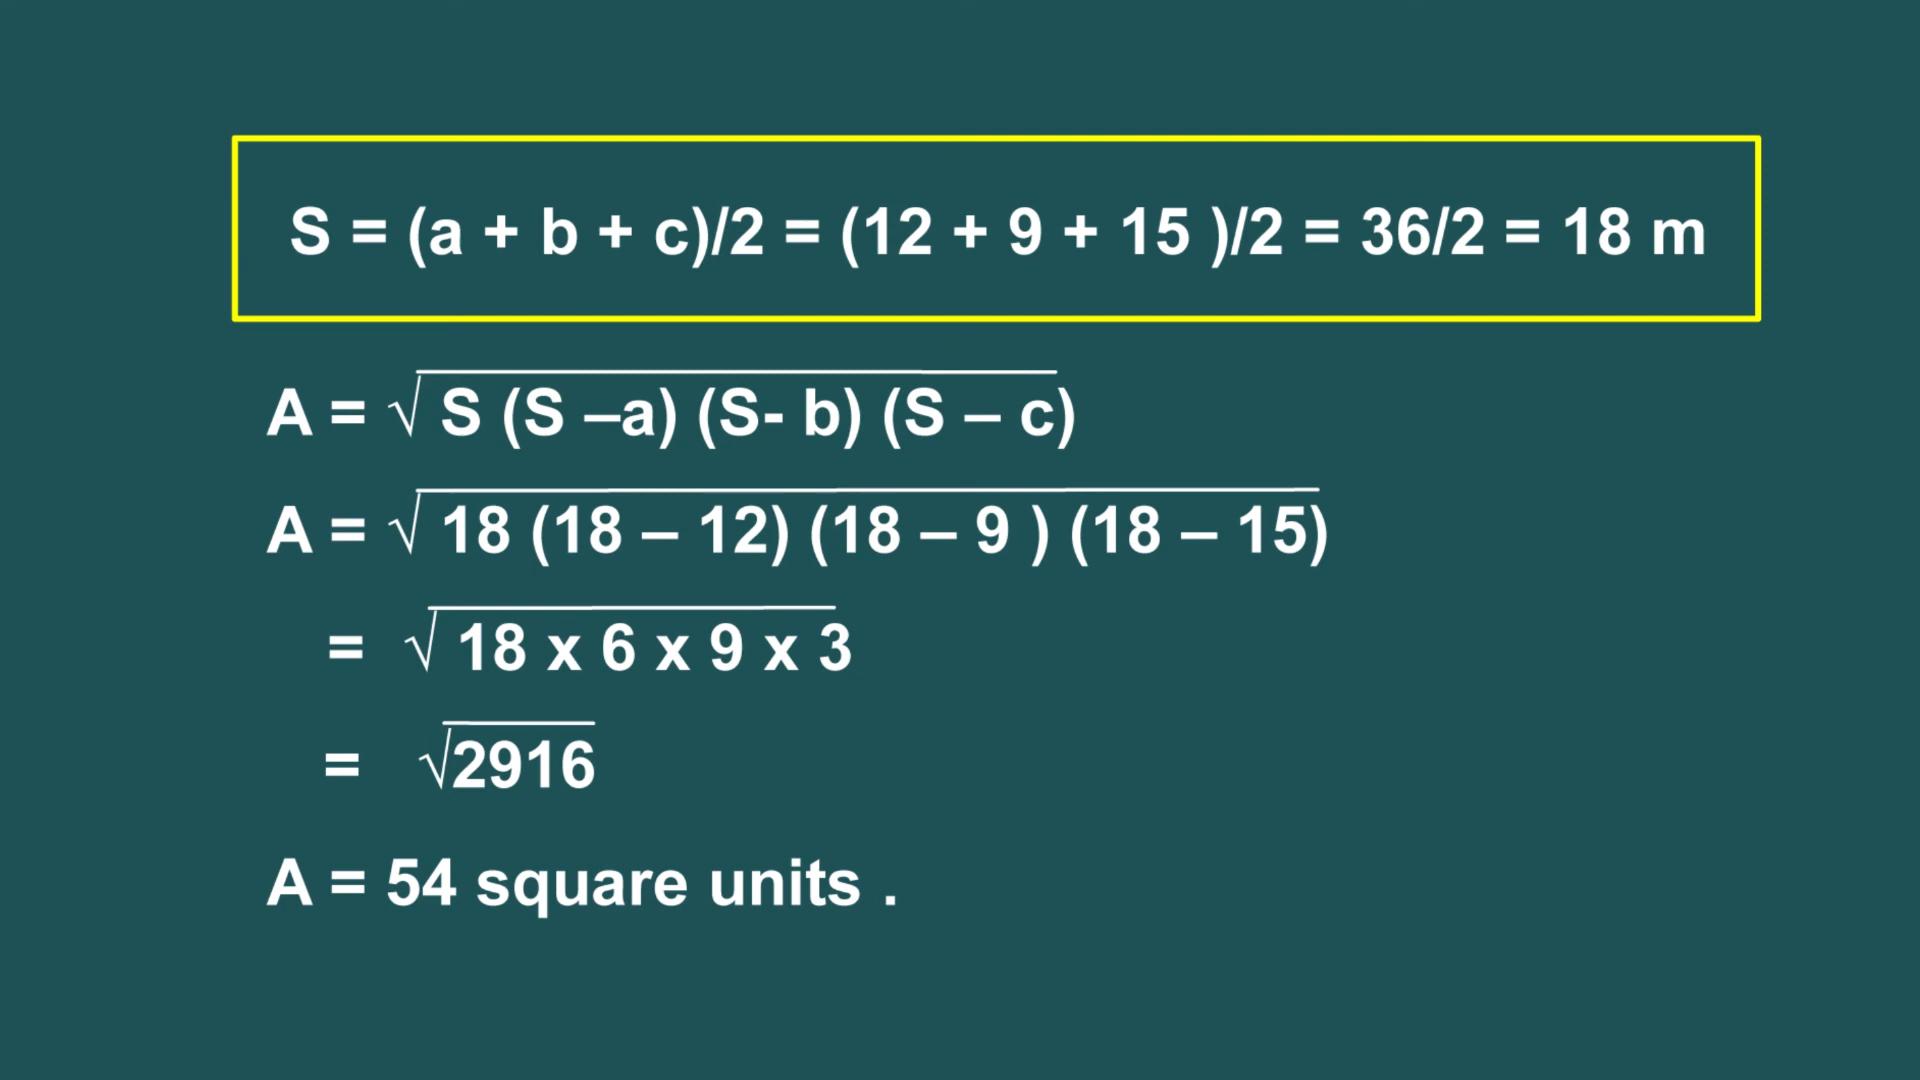 S = (a + b + c)/2 = (12 + 9 + 15 )/2 = 36/2 = 18 m
A = √ S (S –a) (S- b) (S – c)
A = √ 18 (18 – 12) (18 – 9 ) (18 – 15)
= √ 18 x 6 x 9 x 3
= √2916
A = 54 square units .